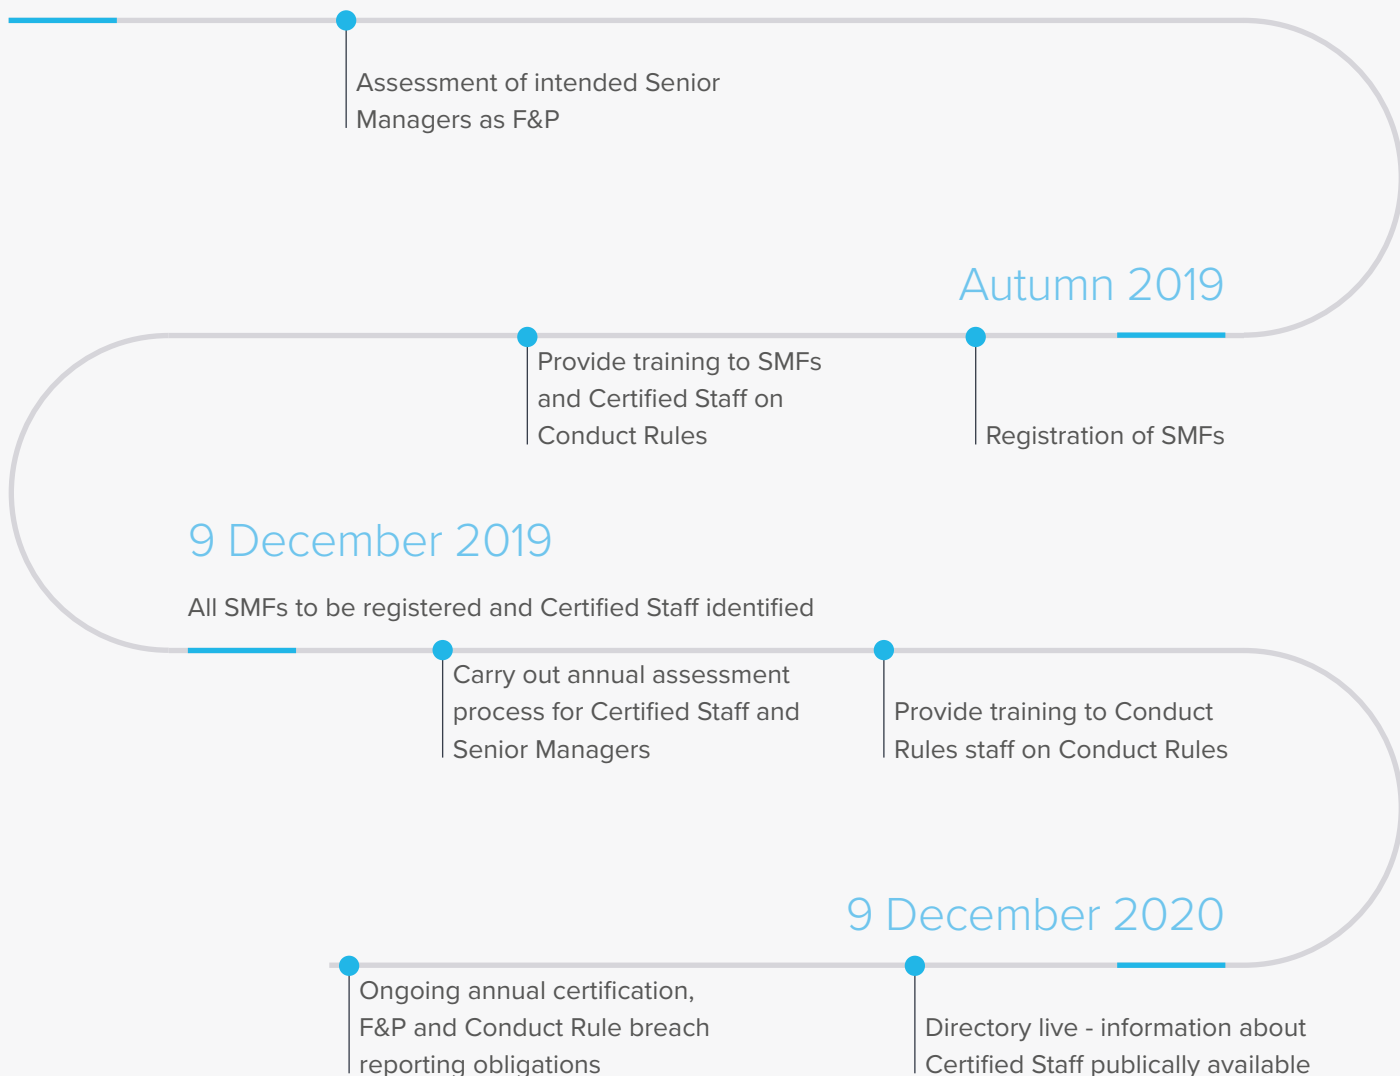 Assessment of intended Senior
Managers as F&P
Autumn 2019
Registration of SMFs
Provide training to SMFs
and Certified Staff on
Conduct Rules
9 December 2019
All SMFs to be registered and Certified Staff identified
Carry out annual assessment
process for Certified Staff and
Senior Managers
Provide training to Conduct
Rules staff on Conduct Rules
9 December 2020
Directory live - information about
Certified Staff publically available
Ongoing annual certification,
F&P and Conduct Rule breach
reporting obligations